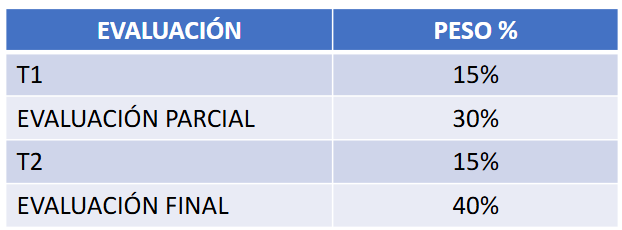 EVALUACIÓN PESO %
T1 15%
EVALUACIÓN PARCIAL 30%
T2 15%
EVALUACIÓN FINAL 40%